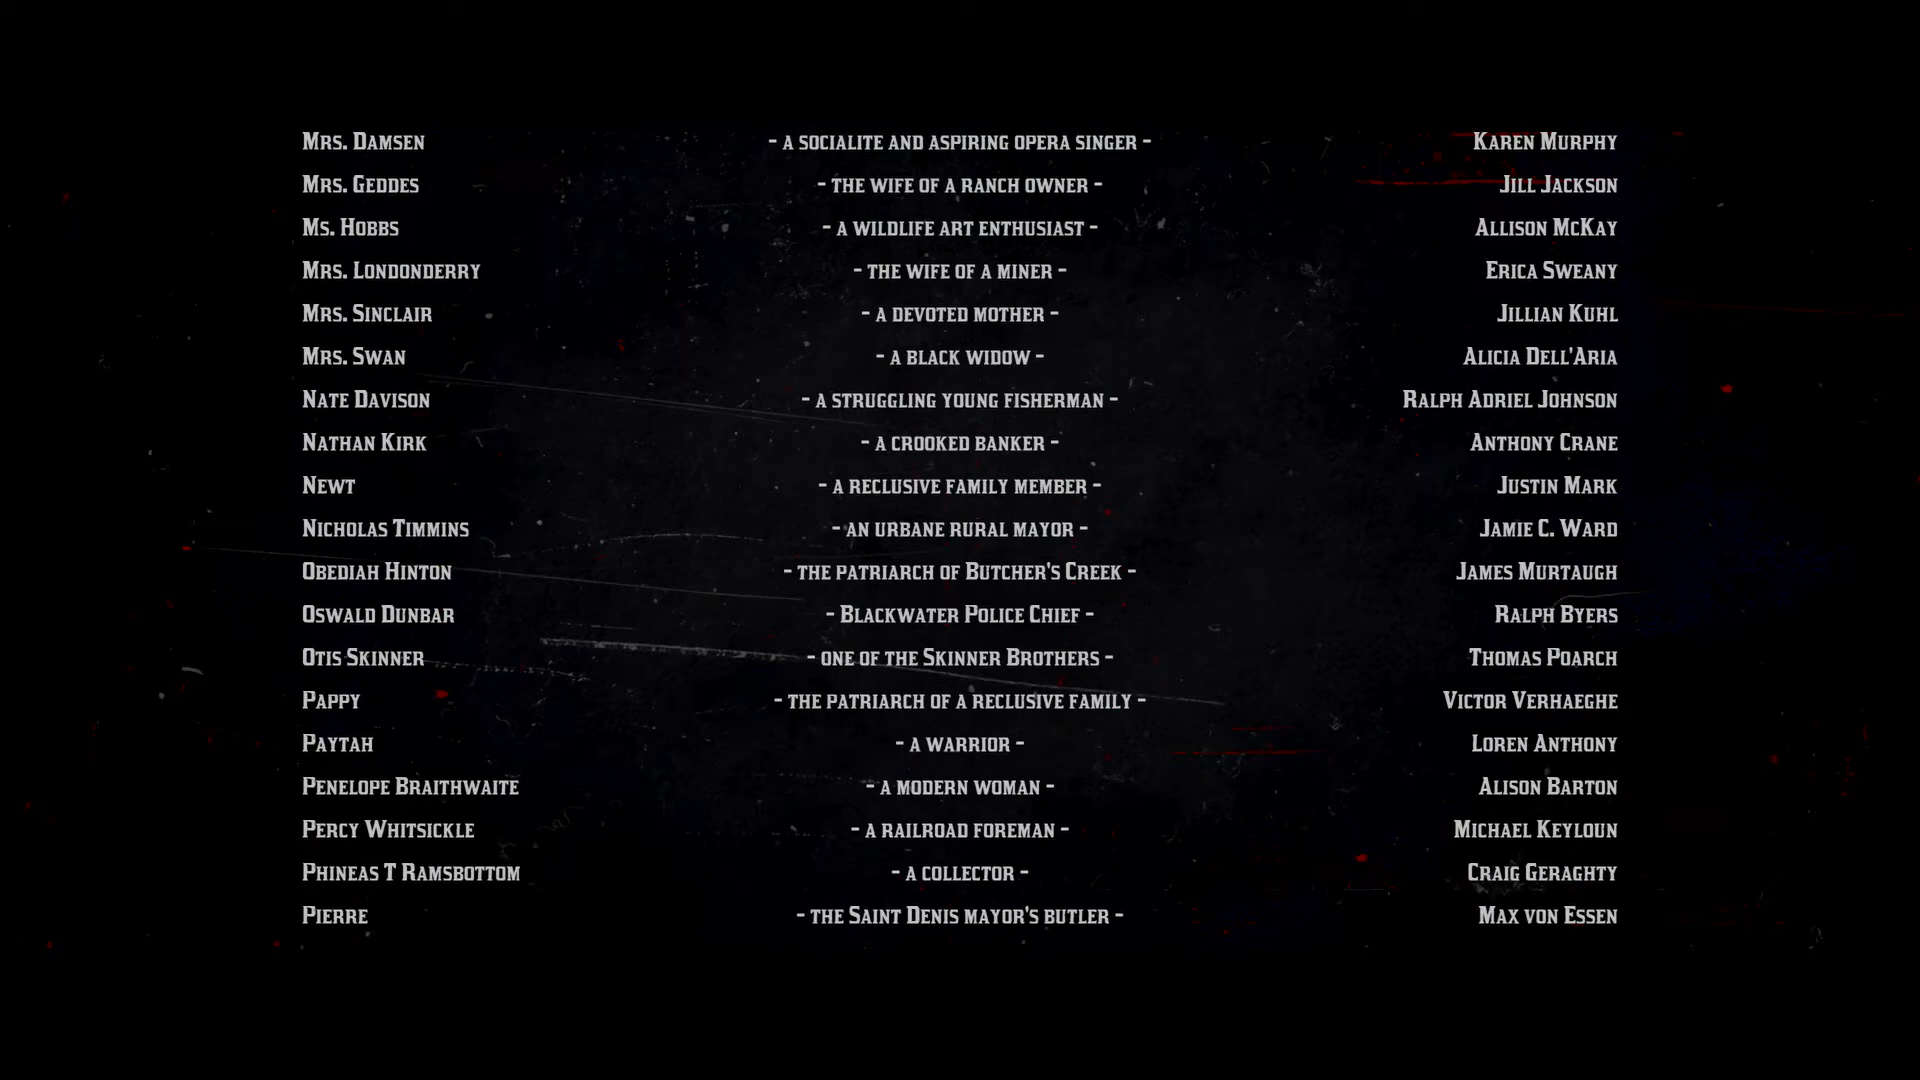 Mrs. Damsen - a socialite and aspiring opera singer - Karen Murphy
Mrs. Geddes - the wife of a ranch owner - Jill Jackson
Ms. Hobbs - a wildlife art enthusiast - Allison McKay
Mrs. Londonderry - the wife of a miner - Erica Sweany
Mrs. Sinclair - a devoted mother - Jillian Kuhl
Mrs. Swan - a black widow - Alicia Dell'Aria
Nate Davison - a struggling young fisherman - Ralph Adriel Johnson
Nathan Kirk - a crooked banker - Anthony Crane
Newt - a reclusive family member - Justin Mark
Nicholas Timmins - an urbane rural mayor - Jamie C. Ward
Obediah Hinton - the patriarch of Butcher's Creek - James Murtaugh
Oswald Dunbar - Blackwater Police Chief - Ralph Byers
Otis Skinner - one of the Skinner Brothers - Thomas Poarch
Pappy - the patriarch of a reclusive family - Victor Verhaeghe
Paytah - a warrior - Loren Anthony
Penelope Braithwaite - a modern woman - Alison Barton
Percy Whitsickle - a railroad foreman - Michael Keyloun
Phineas T Ramsbottom - a collector - Craig Geraghty
Pierre - the Saint Denis mayor's butler - Max von Essen